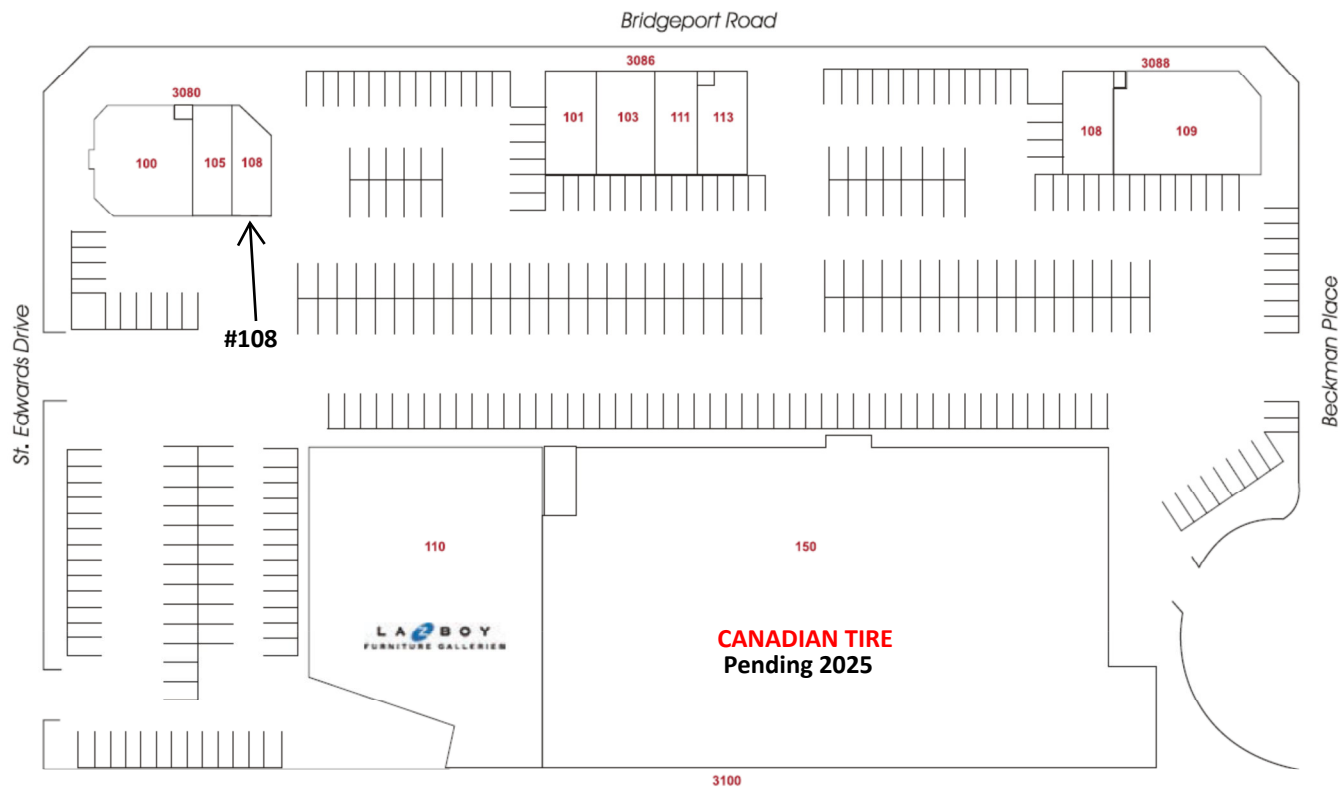 Bridgeport Road
3080
3086
3088
100
105
108
101
103
111
113
108
109
#108
St. Edwards Drive
Beckman Place
110
150
LA Z BOY
FURNITURE GALLERIES
CANADIAN TIRE
Pending 2025
3100